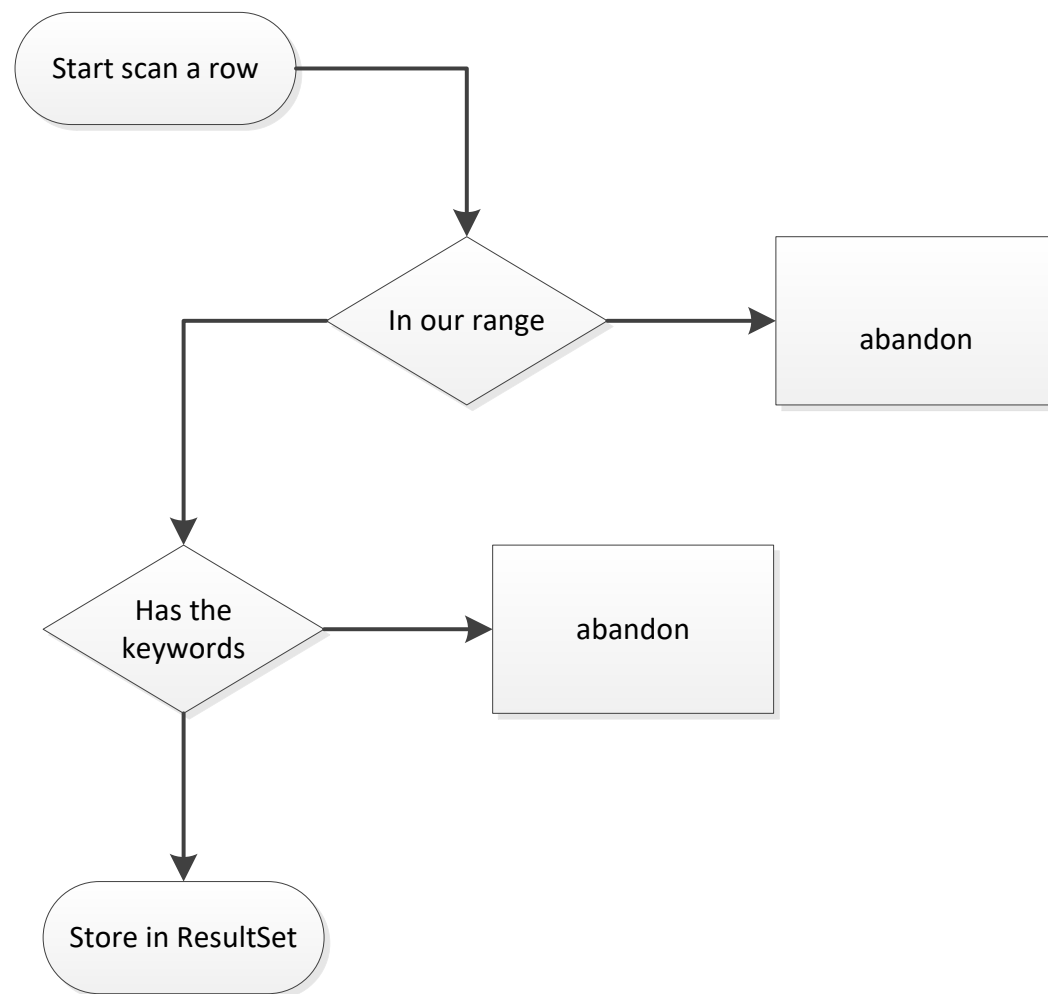 Start scan a row
In our range
abandon
Has the
keywords
abandon
Store in ResultSet